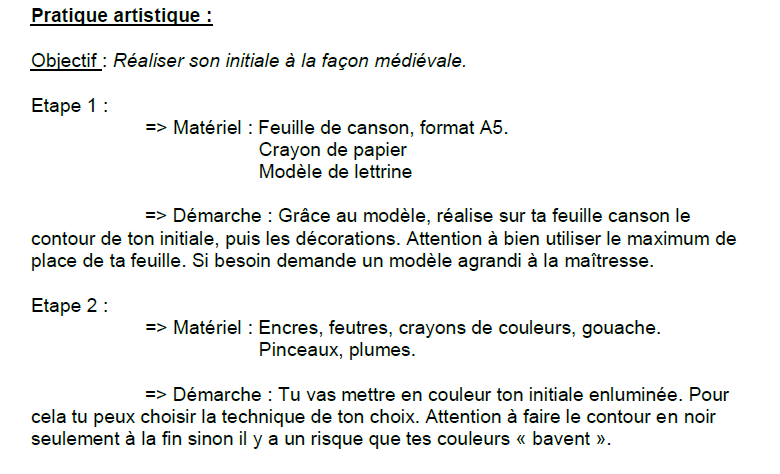 Pratique artistique :
Objectif : Réaliser son initiale à la façon médiévale.
Etape 1 :
=> Matériel : Feuille de canson, format A5.
Crayon de papier
Modèle de lettrine
=> Démarche : Grâce au modèle, réalise sur ta feuille canson le
contour de ton initiale, puis les décorations. Attention à bien utiliser le maximum de
place de ta feuille. Si besoin demande un modèle agrandi à la maîtresse.
Etape 2 :
=> Matériel : Encres, feutres, crayons de couleurs, gouache.
Pinceaux, plumes.
=> Démarche : Tu vas mettre en couleur ton initiale enluminée. Pour
cela tu peux choisir la technique de ton choix. Attention à faire le contour en noir
seulement à la fin sinon il y a un risque que tes couleurs « bavent ».